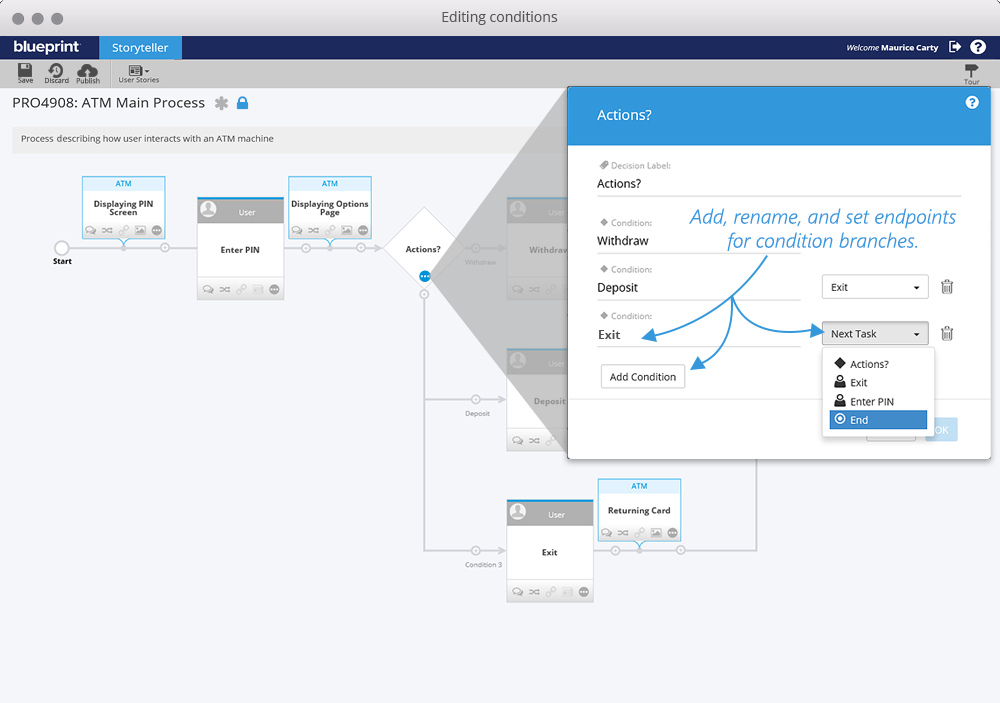 Editing conditions
blueprint
Storyteller
Welcome Maurice Carty
?
Save
Discard
Publish
User Stories
Tour
PRO4908: ATM Main Process
Process describing how user interacts with an ATM machine
Start
ATM
Displaying PIN
Screen
User
Enter PIN
ATM
Displaying Options
Page
Actions?
Withdraw
User
Withdraw
Deposit
User
Deposit
Condition 3
User
Exit
ATM
Returning Card
Actions?
?
Decision Label:
Actions?
Condition:
Withdraw
Add, rename, and set endpoints
for condition branches.
Condition:
Deposit
Exit
Condition:
Exit
Next Task
Add Condition
Actions?
Exit
Enter PIN
End
OK